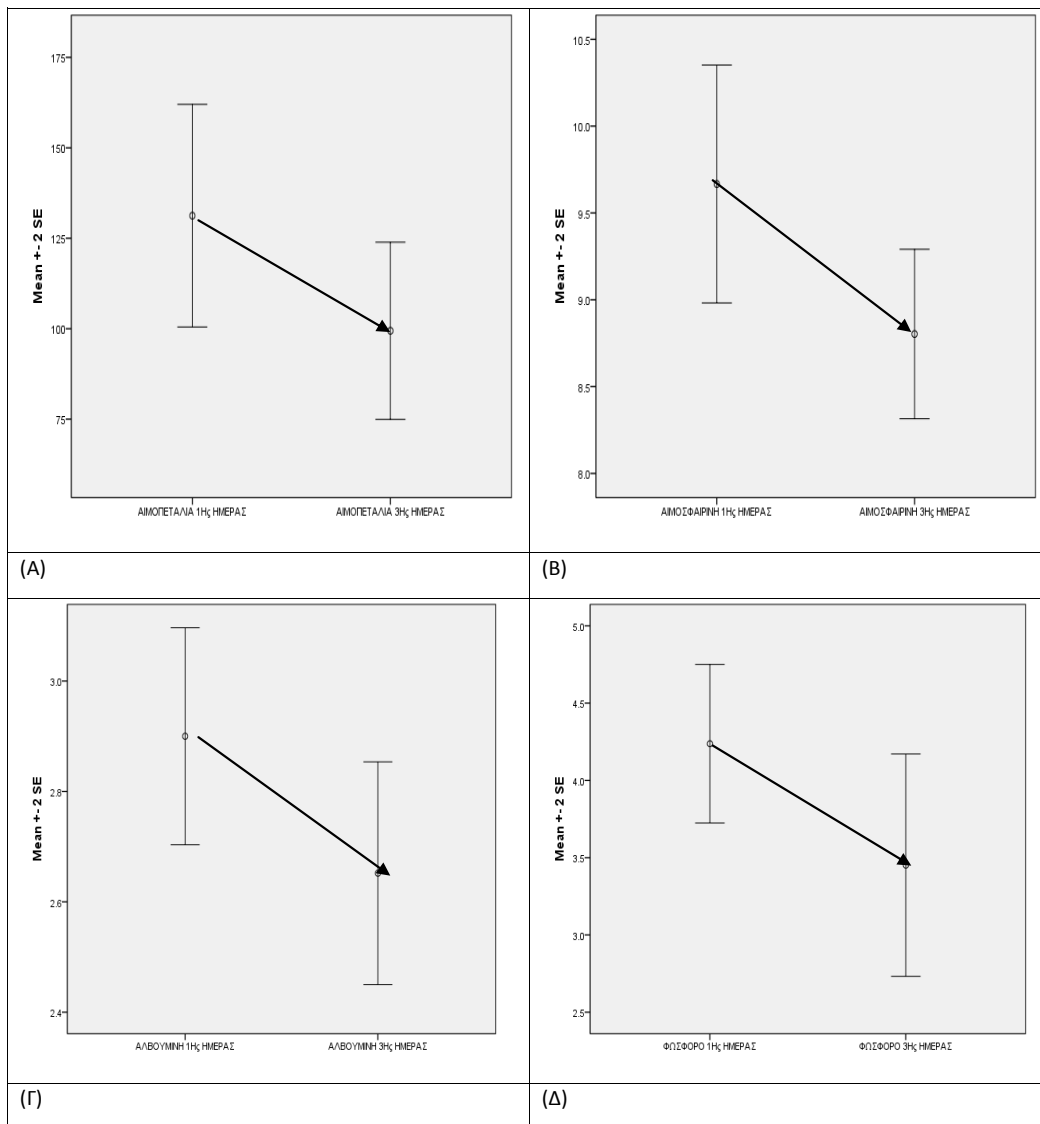 Mean +- 2 SE
175
150
125
100
75
ΑΙΜΟΠΕΤΑΛΙΑ 1Ης ΗΜΕΡΑΣ ΑΙΜΟΠΕΤΑΛΙΑ 3Ης ΗΜΕΡΑΣ
(Α)
Mean +- 2 SE
10.5
10.0
9.5
9.0
8.5
8.0
ΑΙΜΟΣΦΑΙΡΙΝΗ 1Ης ΗΜΕΡΑΣ ΑΙΜΟΣΦΑΙΡΙΝΗ 3Ης ΗΜΕΡΑΣ
(Β)
Mean +- 2 SE
3.0
2.8
2.6
2.4
ΑΛΒΟΥΜΙΝΗ 1Ης ΗΜΕΡΑΣ ΑΛΒΟΥΜΙΝΗ 3Ης ΗΜΕΡΑΣ
(Γ)
Mean +- 2 SE
5.0
4.5
4.0
3.5
3.0
2.5
ΦΩΣΦΟΡΟ 1Ης ΗΜΕΡΑΣ ΦΩΣΦΟΡΟ 3Ης ΗΜΕΡΑΣ
(Δ)